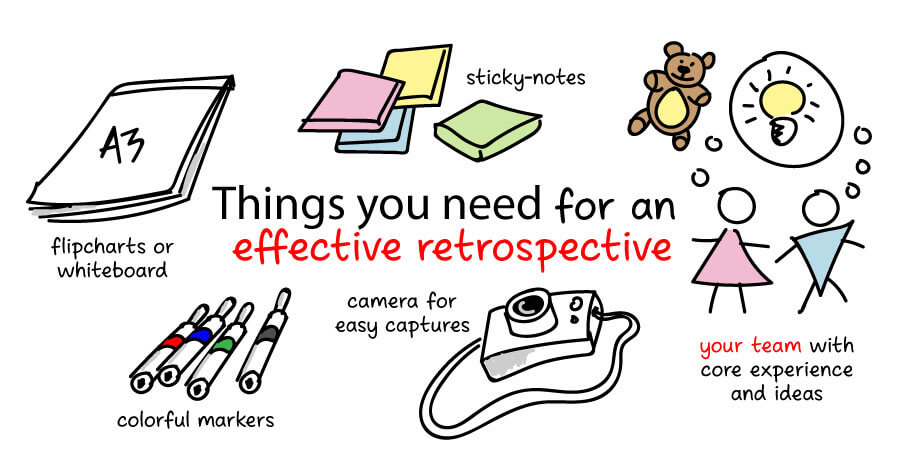 A3
sticky-notes
Things you need for an
effective retrospective
flipcharts or
whiteboard
camera for
easy captures
your team with
core experience
and ideas
colorful markers